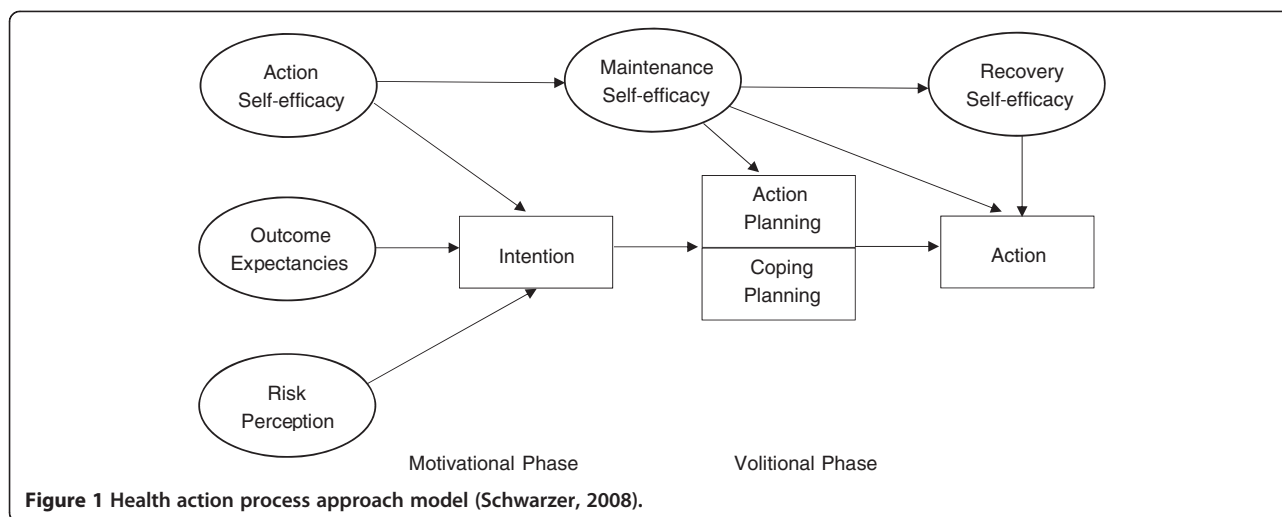 Action
Self-efficacy
Maintenance
Self-efficacy
Recovery
Self-efficacy
Outcome
Expectancies
Intention
Action
Planning
Coping
Planning
Action
Risk
Perception
Motivational Phase
Volitional Phase
Figure 1 Health action process approach model (Schwarzer, 2008).